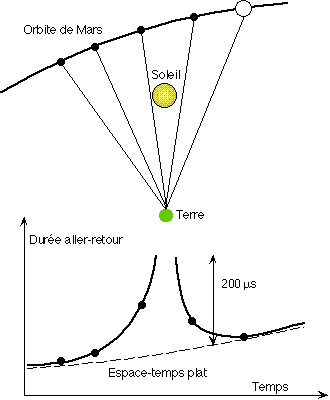 Orbite de Mars
Soleil
Terre
Durée aller-retour
200 µs
Espace-temps plat
Temps